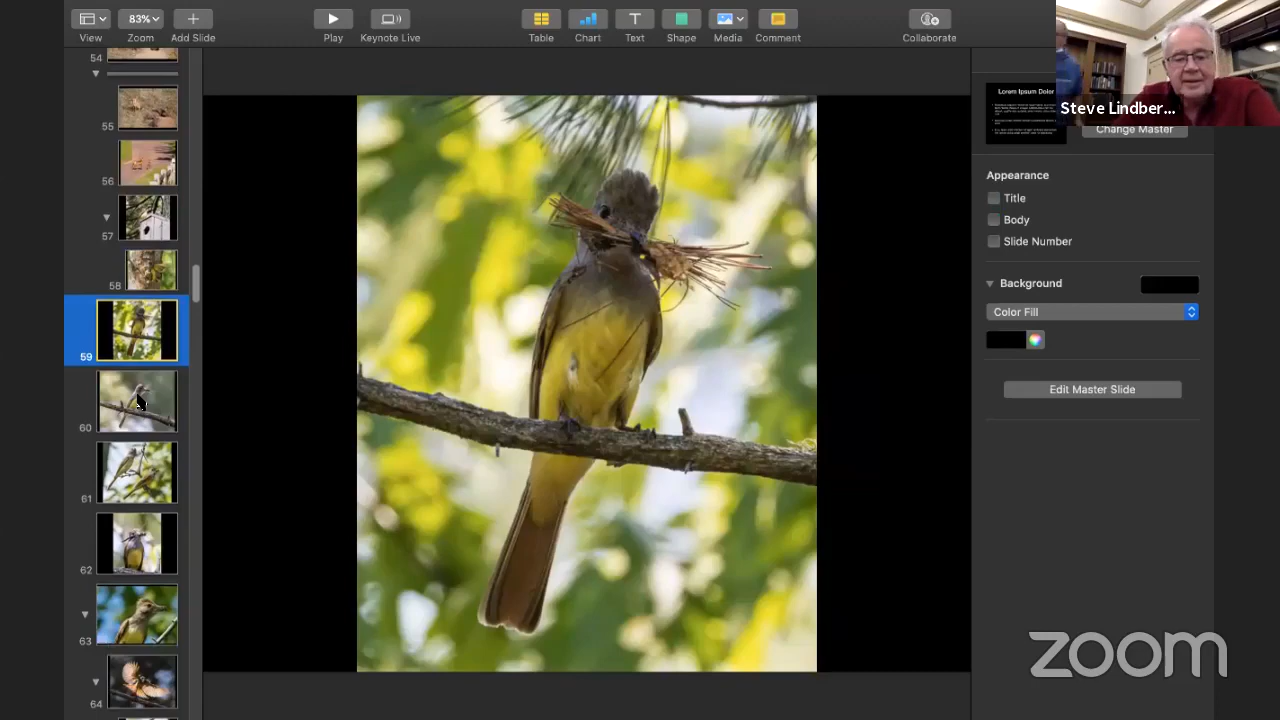 83%
View
Zoom
Add Slide
Play
Keynote Live
Table
Chart
Text
Shape
Media
Comment
Collaborate
Steve Lindber...
54
55
56
57
58
59
60
61
62
63
64
Lorem Ipsum Dolor
Change Master
Appearance
Title
Body
Slide Number
Background
Color Fill
Edit Master Slide
zoom